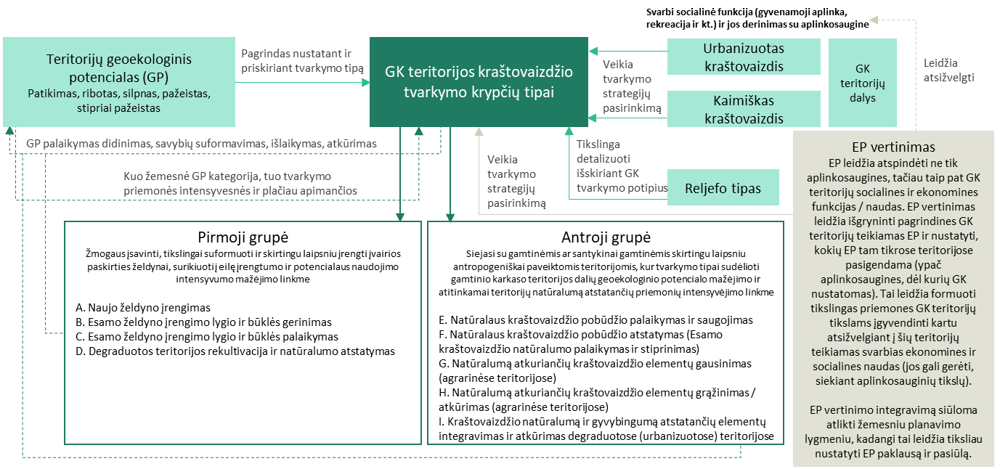 Svarbi socialinė funkcija (gyvenamoji aplinka,
rekreacija ir kt.) ir jos derinimas su aplinkosaugine
Teritorijų geoekologinis
potencialas (GP)
Patikimas, ribotas, silpnas, pažeistas,
stipriai pažeistas
Pagrindas nustatant ir
priskiriant tvarkymo tipą
GK teritorijos kraštovaizdžio
tvarkymo krypčių tipai
Veikia
tvarkymo
strategijų
pasirinkimą
Urbanizuotas
kraštovaizdis
Kaimiškas
kraštovaizdis
GK
teritorijų
dalys
Leidžia
atsižvelgti
GP palaikymas didinimas, savybių suformavimas, išlaikymas, atkūrimas
Kuo žemesnė GP kategorija, tuo tvarkymo
priemonės intensyvesnės ir plačiau apimančios
Veikia
tvarkymo
strategijų
pasirinkimą
Tikslinga
detalizuoti
išskiriant GK
tvarkymo potipius
Reljefo tipas
Pirmoji grupė
Žmogaus įsavinti, tikslingai suformuoti ir skirtingu laipsniu įrengti įvairios
paskirties želdynai, surikiuoti į eilę įrengtumo ir potencialaus naudojimo
intensyvumo mažėjimo linkme
A. Naujo želdyno įrengimas
B. Esamo želdyno įrengimo lygio ir būklės gerinimas
C. Esamo želdyno įrengimo lygio ir būklės palaikymas
D. Degraduotos teritorijos rekultivacija ir natūralumo atstatymas
Antroji grupė
Siejasi su gamtinėmis ar santykinai gamtinėmis skirtingu laipsniu
antropogeniškai paveiktomis teritorijomis, kur tvarkymo tipai sudėlioti
gamtinio karkaso teritorijos dalių geoekologinio potencialo mažėjimo ir
atitinkamai teritorijų natūralumą atstatančių priemonių intensyvėjimo linkme
E. Natūralaus kraštovaizdžio pobūdžio palaikymas ir saugojimas
F. Natūralaus kraštovaizdžio pobūdžio atstatymas (Esamo
kraštovaizdžio natūralumo palaikymas ir stiprinimas)
G. Natūralumą atkuriančių kraštovaizdžio elementų gausinimas
(agrarinėse teritorijose)
H. Natūralumą atkuriančių kraštovaizdžio elementų grąžinimas /
atkūrimas (agrarinėse teritorijose)
I. Kraštovaizdžio natūralumą ir gyvybingumą atstatančių elementų
integravimas ir atkūrimas degraduotose (urbanizuotose) teritorijose
EP vertinimas
EP leidžia atspindėti ne tik
aplinkosaugines, tačiau taip pat GK
teritorijų socialines ir ekonomines
funkcijas / naudas. EP vertinimas
leidžia išgryninti pagrindines GK
teritorijų teikiamas EP ir nustatyti,
kokių EP tam tikrose teritorijose
pasigendama (ypač
aplinkosauginės, dėl kurių GK
nustatomas). Tai leidžia formuoti
tikslingas priemones GK teritorijų
tikslams įgyvendinti kartu
atsižvelgiant į šių teritorijų
teikiamas svarbias ekonomines ir
socialines naudas (jos gali gerėti,
siekiant aplinkosauginių tikslų).
EP vertinimo integravimą siūloma
atlikti žemesniu planavimo
lygmeniu, kadangi tai leidžia tiksliau
nustatyti EP paklausą ir pasiūlą.